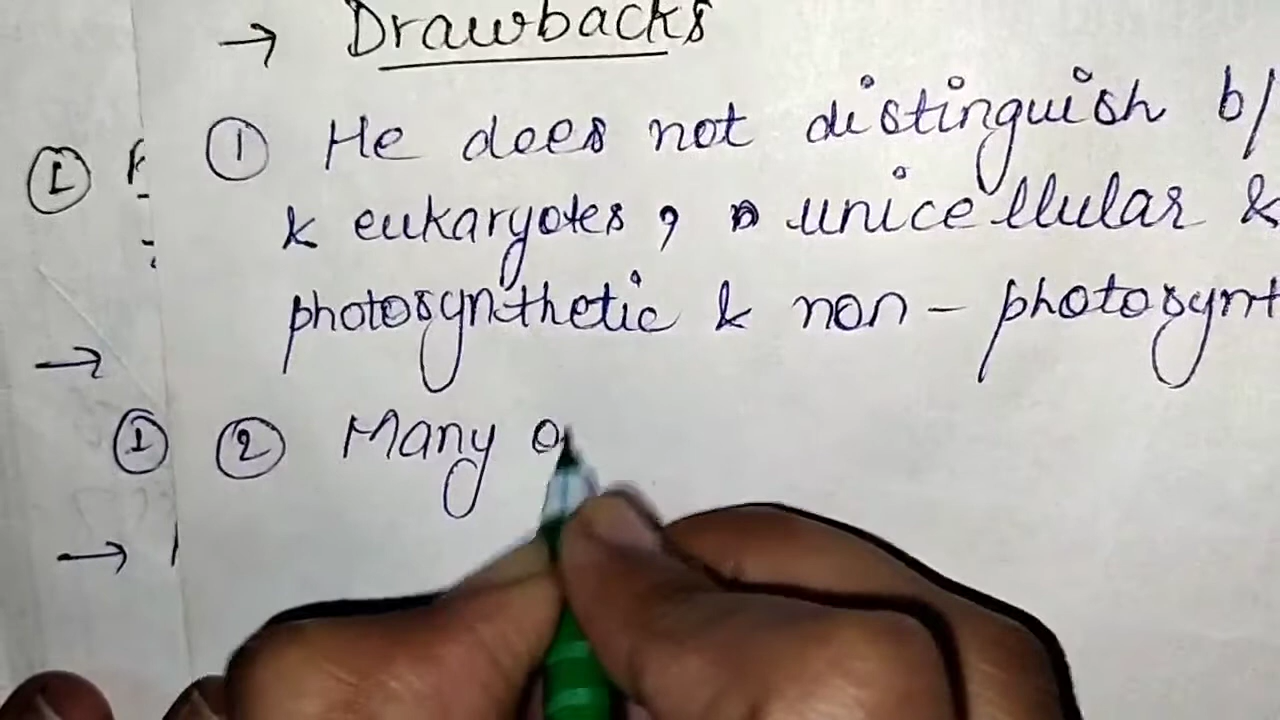 → Drawbacks
① He does not distinguish b/
& eukaryotes, unicellular &
photosynthetic & non - photosynt
→
① ② Many
→